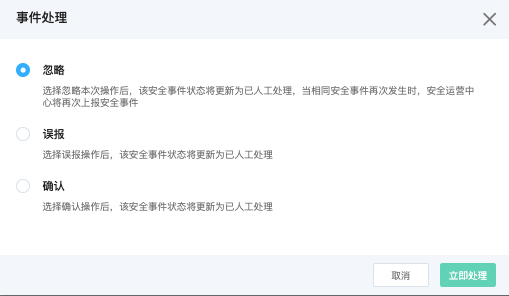 事件处理
忽略
选择忽略本次操作后，该安全事件状态将更新为已人工处理，当相同安全事件再次发生时，安全运营中
心将再次上报安全事件
误报
选择误报操作后，该安全事件状态将更新为已人工处理
确认
选择确认操作后，该安全事件状态将更新为已人工处理
取消
立即处理